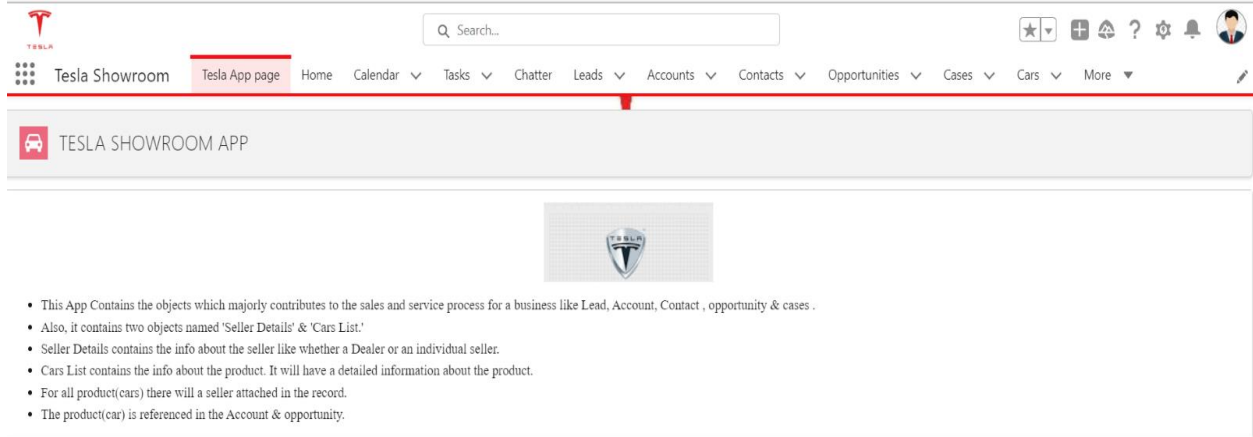 TESLA
Search...
Tesla Showroom Tesla App page Home Calendar Tasks Chatter Leads Accounts Contacts Opportunities Cases Cars More
TESLA SHOWROOM APP
TESLA
• This App Contains the objects which majorly contributes to the sales and service process for a business like Lead, Account, Contact , opportunity & cases .
• Also, it contains two objects named 'Seller Details' & 'Cars List.'
• Seller Details contains the info about the seller like whether a Dealer or an individual seller.
• Cars List contains the info about the product. It will have a detailed information about the product.
• For all product(cars) there will a seller attached in the record.
• The product(car) is referenced in the Account & opportunity.